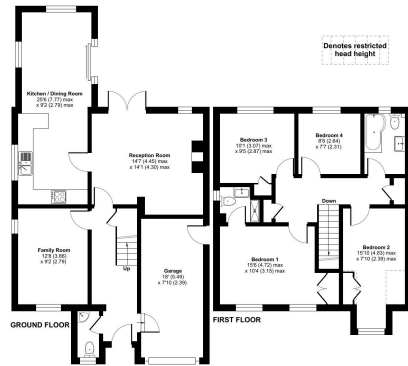 Denotes restricted
head height
Kitchen / Dining Room
25'6 (7.77) max
x 9'2 (2.79) max
Reception Room
14'7 (4.45) max
x 14'1 (4.30) max
Family Room
12'8 (3.86)
x 9'2 (2.79)
Up
Garage
18' (5.49)
x 7'10 (2.39)
GROUND FLOOR
Bedroom 3
10'1 (3.07) max
x 9'5 (2.87) max
Bedroom 4
8'8 (2.64)
x 7'7 (2.31)
Down
Bedroom 1
15'6 (4.72) max
x 10'4 (3.15) max
Bedroom 2
15'10 (4.83) max
x 7'10 (2.39) max
FIRST FLOOR